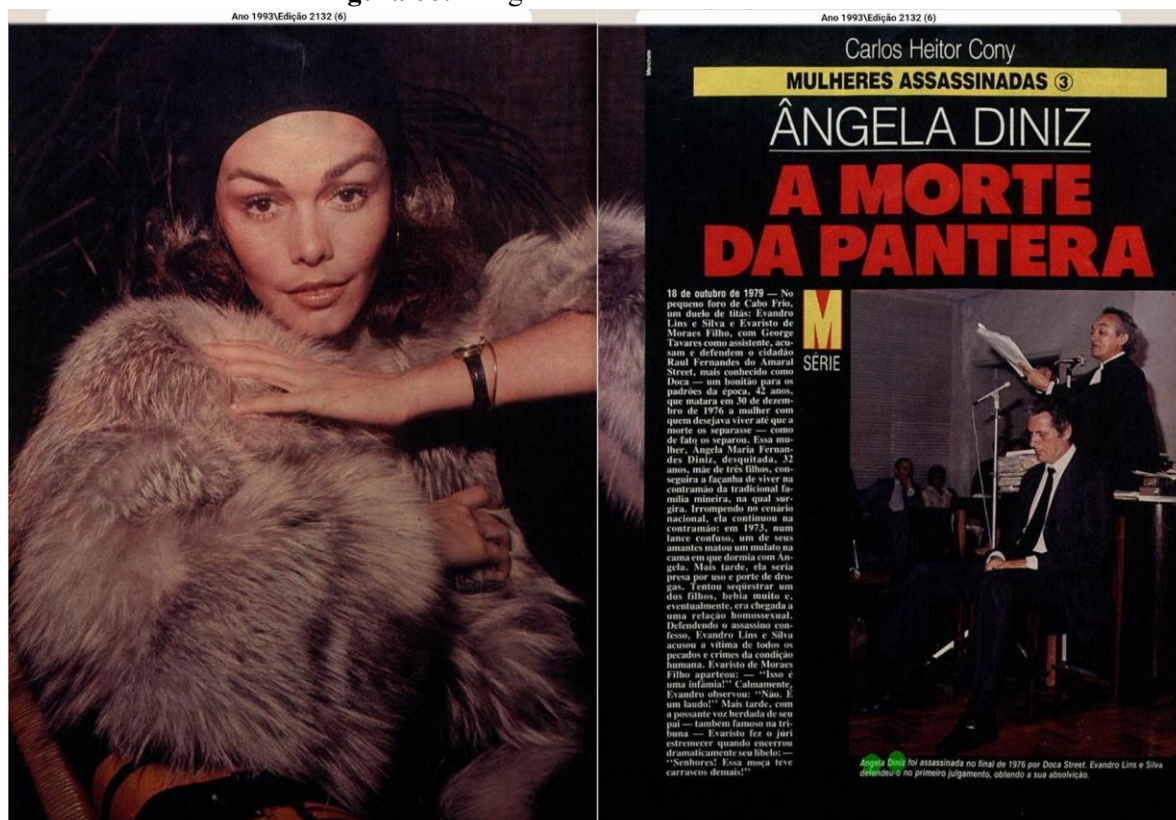 Ano 1993\Edição 2132 (6)
Ano 1993\Edição 2132 (6)
Manchete
Carlos Heitor Cony
MULHERES ASSASSINADAS ③
ÂNGELA DINIZ
A MORTE
DA PANTERA
18 de outubro de 1979 — No
pequeno foro de Cabo Frio,
um duelo de titãs: Evandro
Lins e Silva e Evaristo de
Moraes Filho, com George
Tavares como assistente, acu-
sam e defendem o cidadão
Raul Fernandes do Amaral
Street, mais conhecido como
Doca — um bonitão para os
padrões da época, 42 anos,
que matara em 30 de dezem-
bro de 1976 a mulher com
quem desejava viver até que a
morte os separasse — como
de fato os separou. Essa mu-
lher, Ângela Maria Fernan-
des Diniz, desquitada, 32
anos, mãe de três filhos, con-
seguira a façanha de viver na
contramão da tradicional fa-
mília mineira, na qual sur-
gira. Irrompendo no cenário
nacional, ela continuou na
contramão: em 1973, num
lance confuso, um de seus
amantes matou um mulato na
cama em que dormia com Ân-
gela. Mais tarde, ela seria
presa por uso e porte de dro-
gas. Tentou seqüestrar um
dos filhos, bebia muito e,
eventualmente, era chegada a
uma relação homossexual.
Defendendo o assassino con-
fesso, Evandro Lins e Silva
acusou a vítima de todos os
pecados e crimes da condição
humana. Evaristo de Moraes
Filho aparteou: — "Isso é
uma infâmia!" Calmamente,
Evandro observou: "Não. É
um laudo!" Mais tarde, com
a possante voz herdada de seu
pai — também famoso na tri-
buna — Evaristo fez o júri
estremecer quando encerrou
dramaticamente seu libelo: —
"Senhores! Essa moça teve
carrascos demais!"
M
SÉRIE
Ângela Diniz foi assassinada no final de 1976 por Doca Street. Evandro Lins e Silva
defendeu-o no primeiro julgamento, obtendo a sua absolvição.